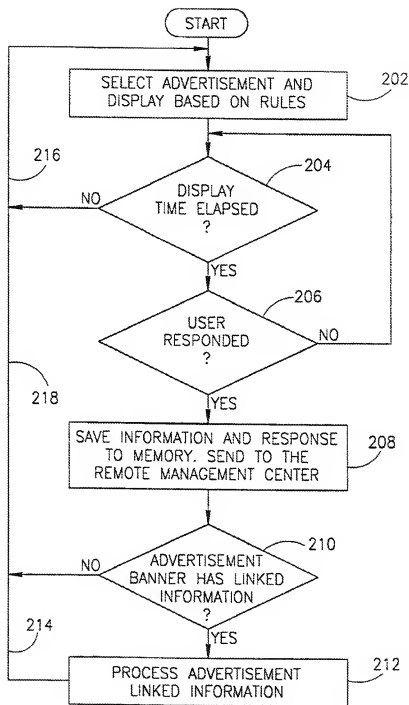 START
SELECT ADVERTISEMENT AND
DISPLAY BASED ON RULES
202
216
204
DISPLAY
TIME ELAPSED
?
NO
YES
206
USER
RESPONDED
?
NO
218
YES
SAVE INFORMATION AND RESPONSE
TO MEMORY. SEND TO THE
REMOTE MANAGEMENT CENTER
208
210
NO
ADVERTISEMENT
BANNER HAS LINKED
INFORMATION
?
214
YES
PROCESS ADVERTISEMENT
LINKED INFORMATION
212